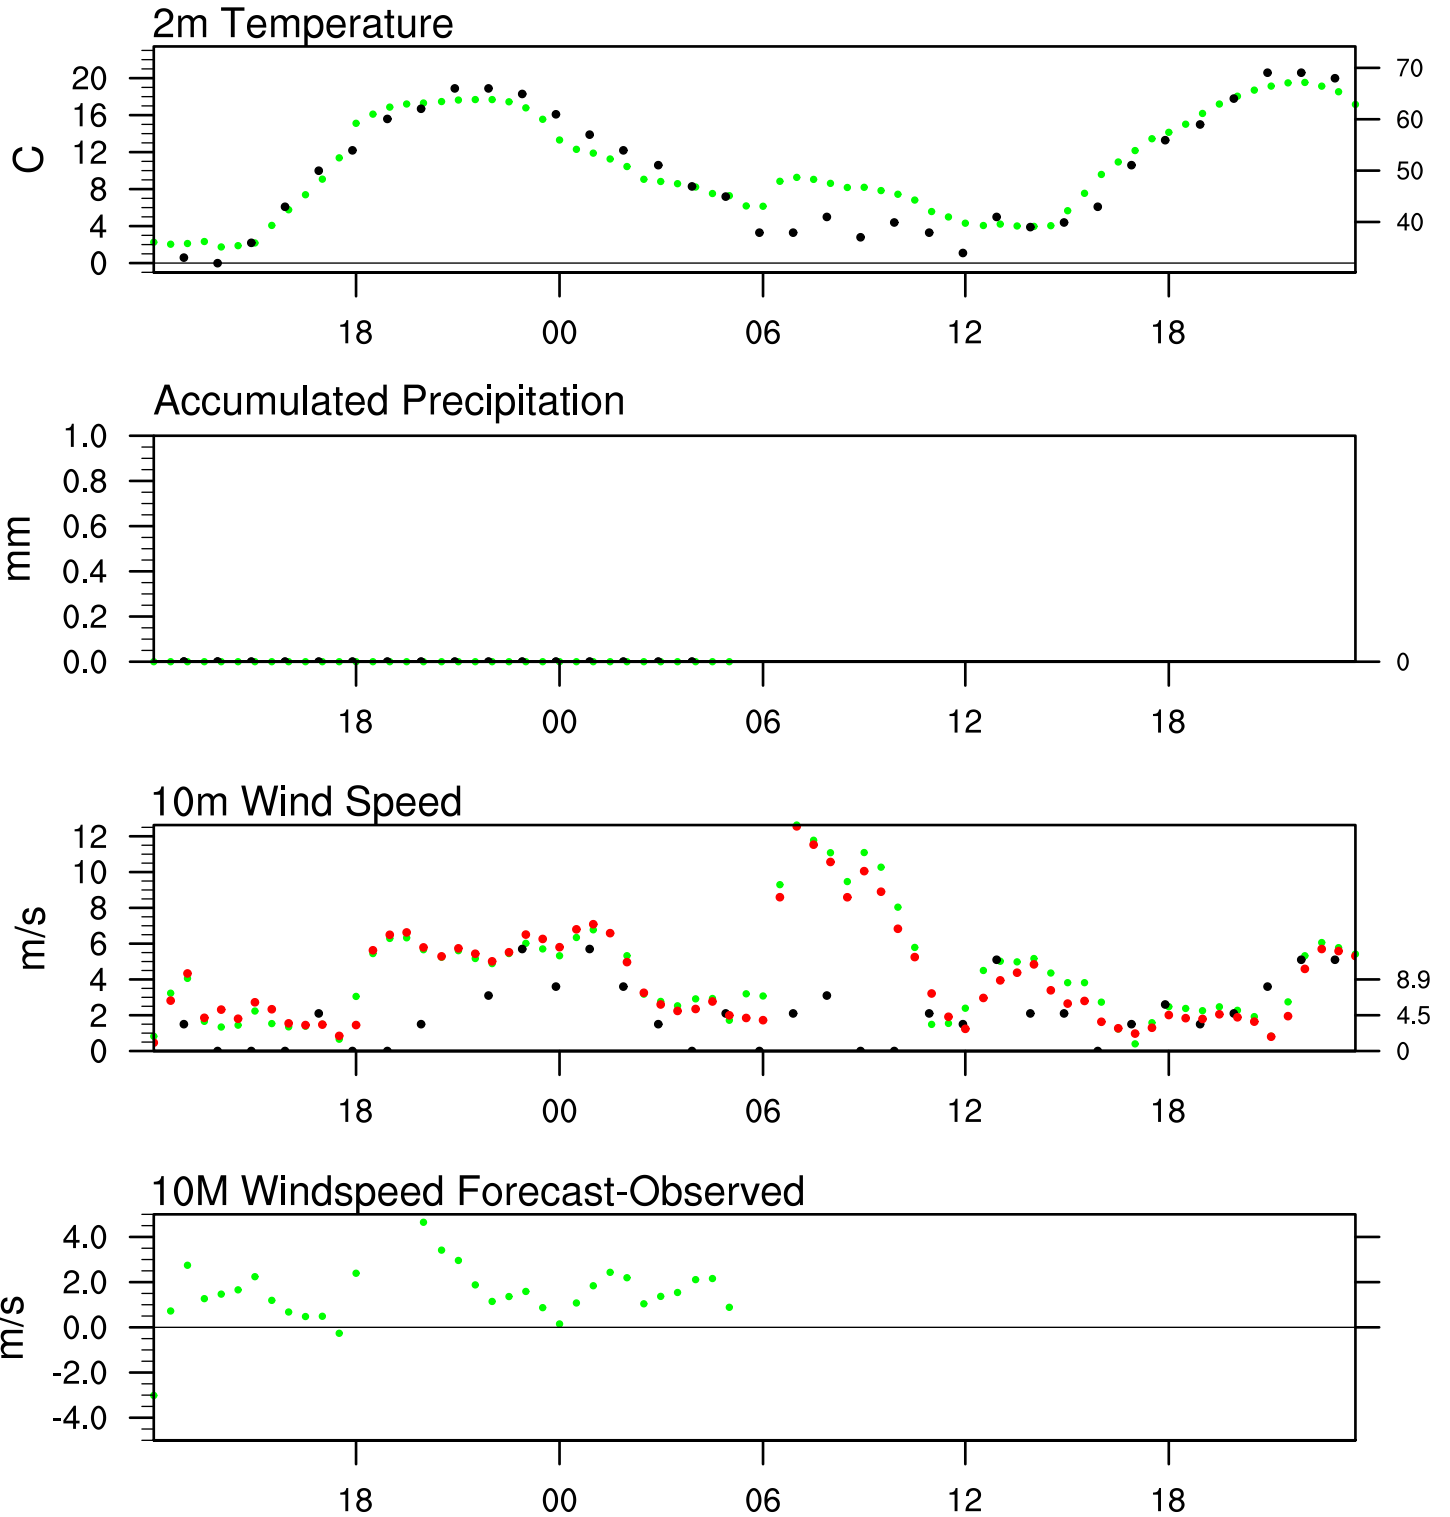 2m Temperature
20
16
12
8
4
0
C
70
60
50
40
18 00 06 12 18
Accumulated Precipitation
1.0
0.8
0.6
0.4
0.2
0.0
mm
0
18 00 06 12 18
10m Wind Speed
12
10
8
6
4
2
0
m/s
8.9
4.5
0
18 00 06 12 18
10M Windspeed Forecast-Observed
4.0
2.0
0.0
-2.0
-4.0
m/s
18 00 06 12 18